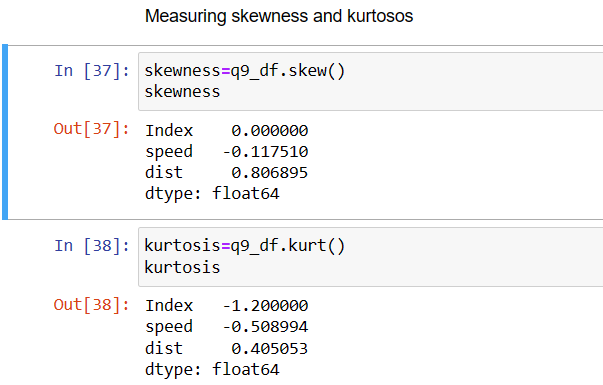 Measuring skewness and kurtosos
In [37]: skewness=q9_df.skew()
skewness
Out[37]: Index    0.000000
speed   -0.117510
dist     0.806895
dtype: float64
In [38]: kurtosis=q9_df.kurt()
kurtosis
Out[38]: Index   -1.200000
speed   -0.508994
dist     0.405053
dtype: float64